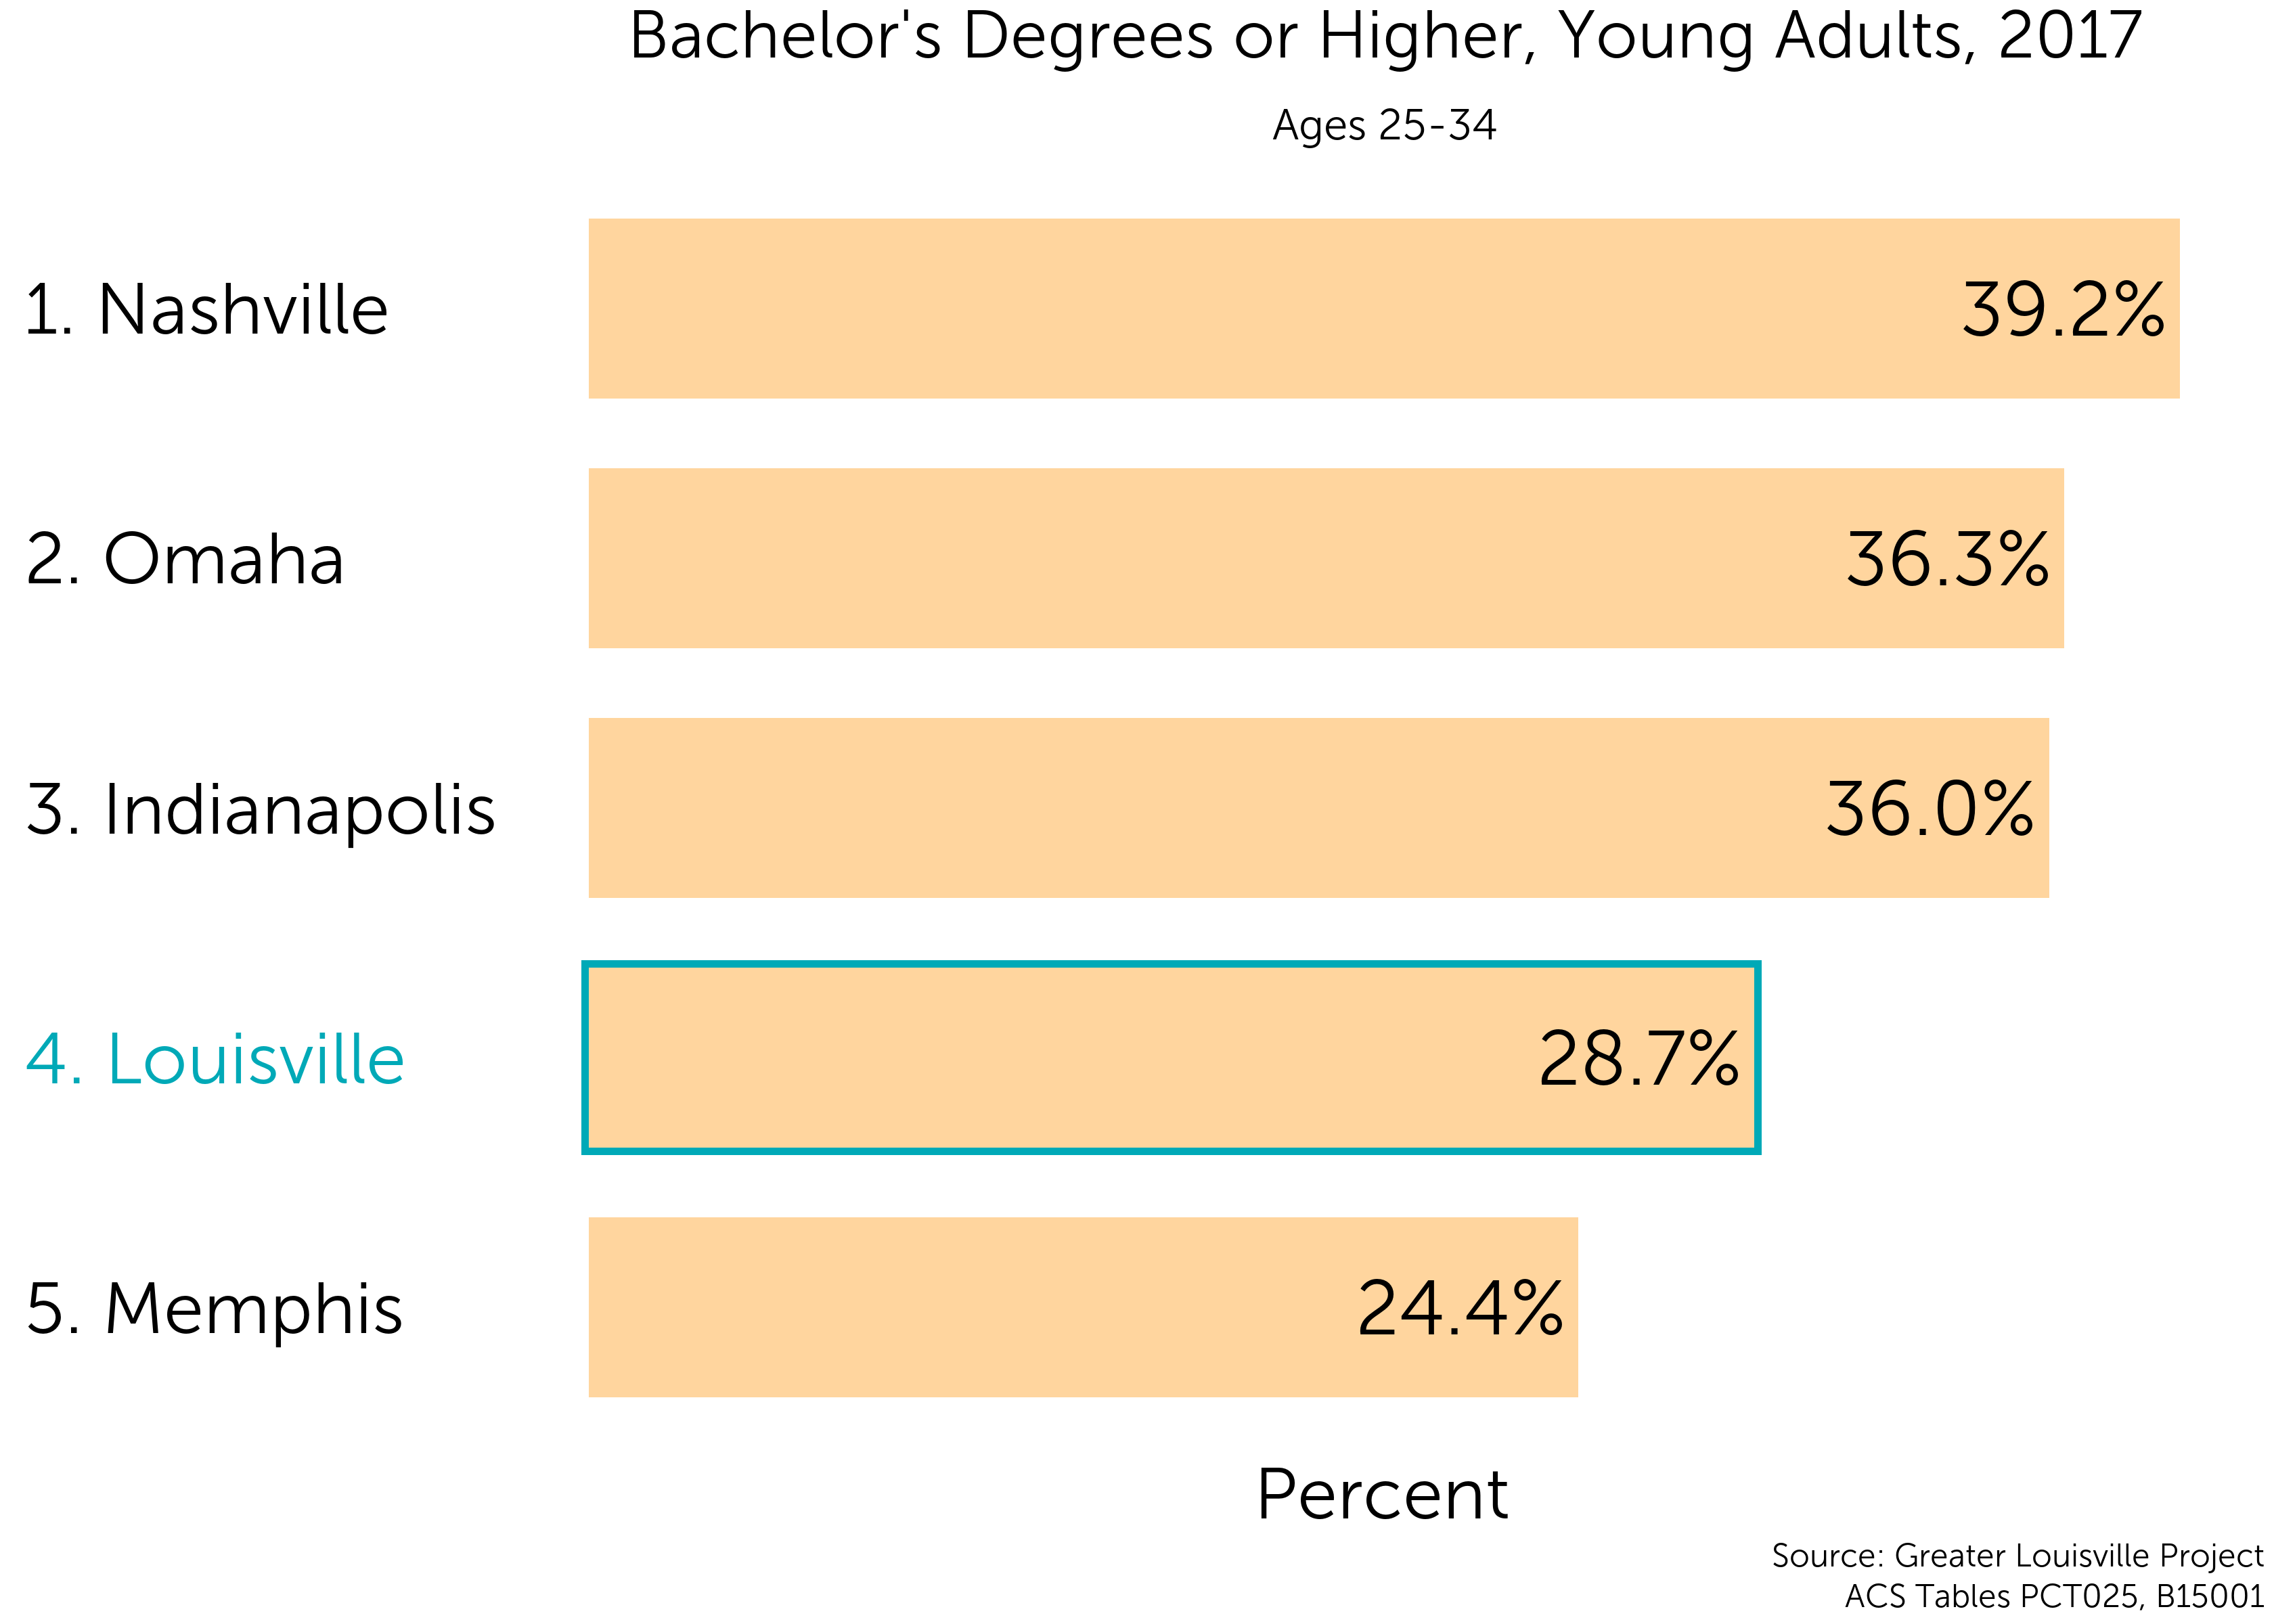 Bachelor's Degrees or Higher, Young Adults, 2017
Ages 25-34
1. Nashville 39.2%
2. Omaha 36.3%
3. Indianapolis 36.0%
4. Louisville 28.7%
5. Memphis 24.4%
Percent
Source: Greater Louisville Project
ACS Tables PCT025, B15001